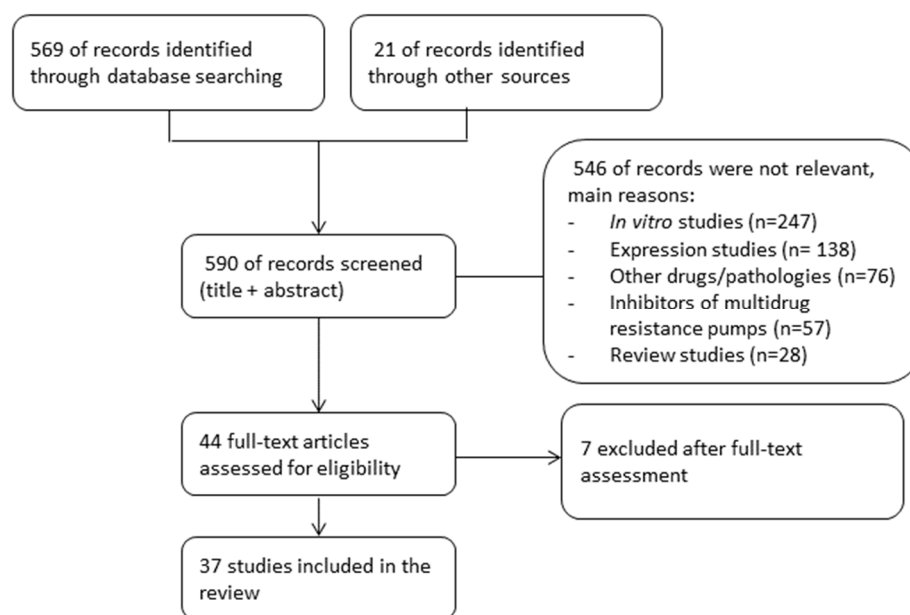 569 of records identified
through database searching
21 of records identified
through other sources
546 of records were not relevant,
main reasons:
- In vitro studies (n=247)
- Expression studies (n= 138)
- Other drugs/pathologies (n=76)
- Inhibitors of multidrug
resistance pumps (n=57)
- Review studies (n=28)
590 of records screened
(title + abstract)
44 full-text articles
assessed for eligibility
7 excluded after full-text
assessment
37 studies included in the
review